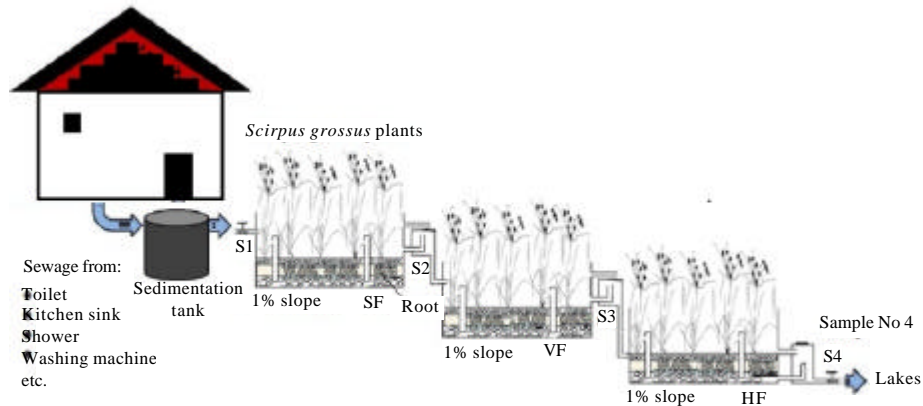 Scirpus grossus plants
S1
Sewage from:
Toilet
Kitchen sink
Shower
Washing machine
etc.
Sedimentation
tank
1% slope
SF
Root
S2
1% slope
VF
S3
1% slope
HF
Sample No 4
S4
Lakes